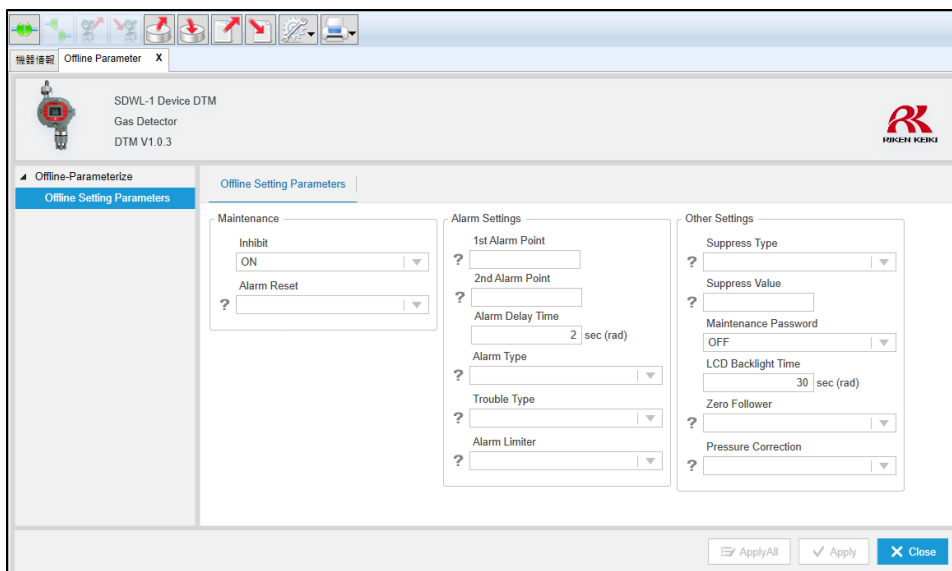 機器情報
Offline Parameter X
SDWL-1 Device DTM
Gas Detector
DTM V1.0.3
RIKEN KEIKI
Offline-Parameterize
Offline Setting Parameters
Offline Setting Parameters
Maintenance
Inhibit
ON
Alarm Reset
?
Alarm Settings
1st Alarm Point
?
2nd Alarm Point
?
Alarm Delay Time
2 sec (rad)
Alarm Type
?
Trouble Type
?
Alarm Limiter
?
Other Settings
Suppress Type
?
Suppress Value
?
Maintenance Password
OFF
LCD Backlight Time
30 sec (rad)
Zero Follower
?
Pressure Correction
?
ApplyAll
Apply
Close